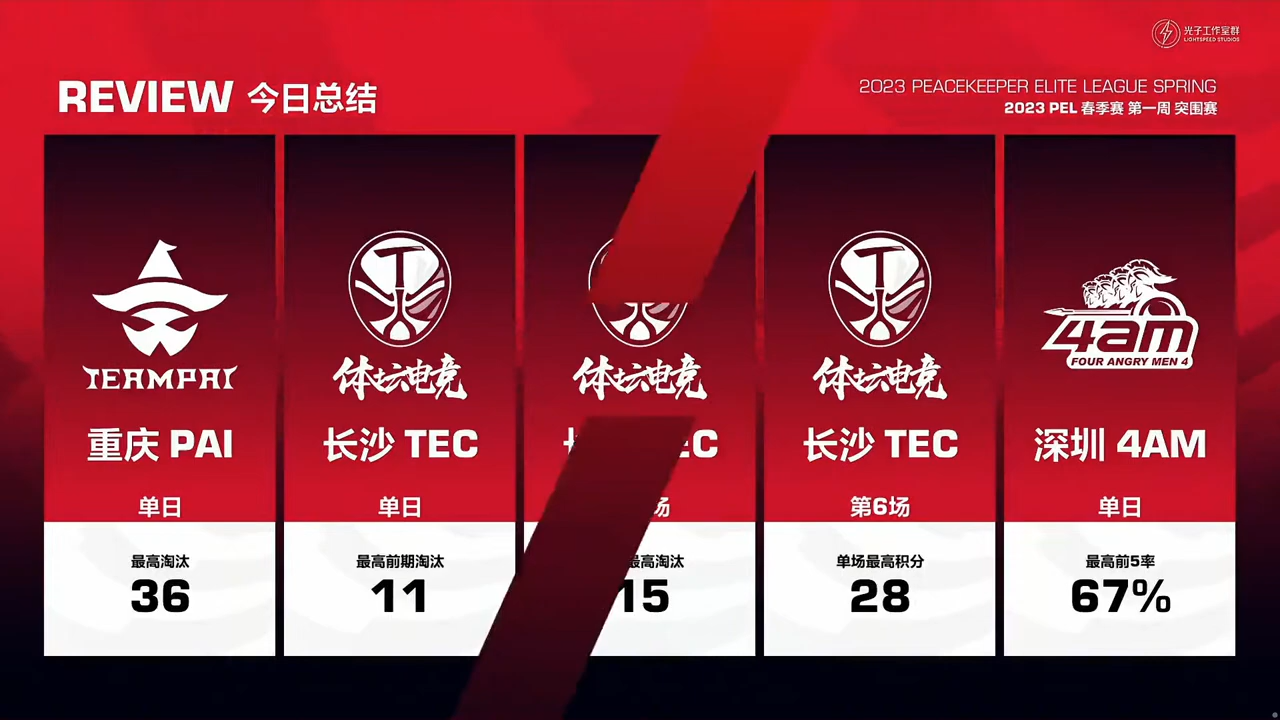 光子工作室群
LIGHTSPEED STUDIOS
REVIEW 今日总结
2023 PEACEKEEPER ELITE LEAGUE SPRING
2023 PEL 春季赛 第一周 突围赛
TEAMPAI
重庆 PAI
单日
最高淘汰
36
体坛电竞
长沙 TEC
单日
最高前期淘汰
11
体坛电竞
EC
场
最高淘汰
15
体坛电竞
长沙 TEC
第6场
单场最高积分
28
4am
FOUR ANGRY MEN 4
深圳 4AM
单日
最高前5率
67%